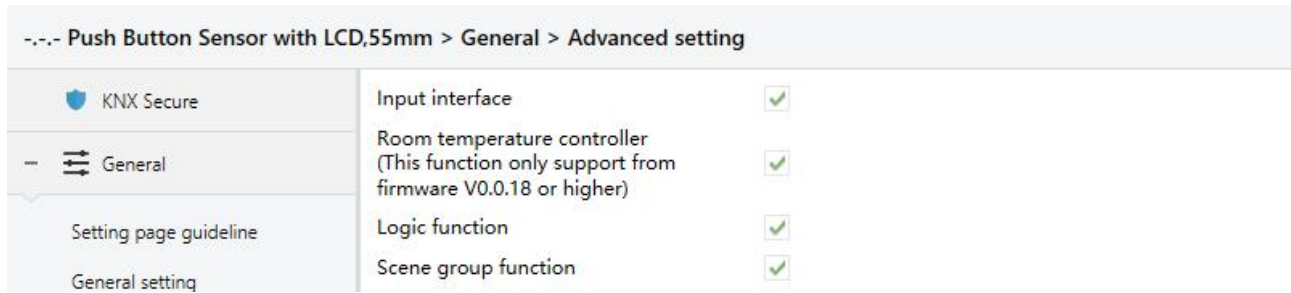 -.-.- Push Button Sensor with LCD,55mm > General > Advanced setting
KNX Secure
General
Setting page guideline
General setting
Input interface
Room temperature controller
(This function only support from
firmware V0.0.18 or higher)
Logic function
Scene group function